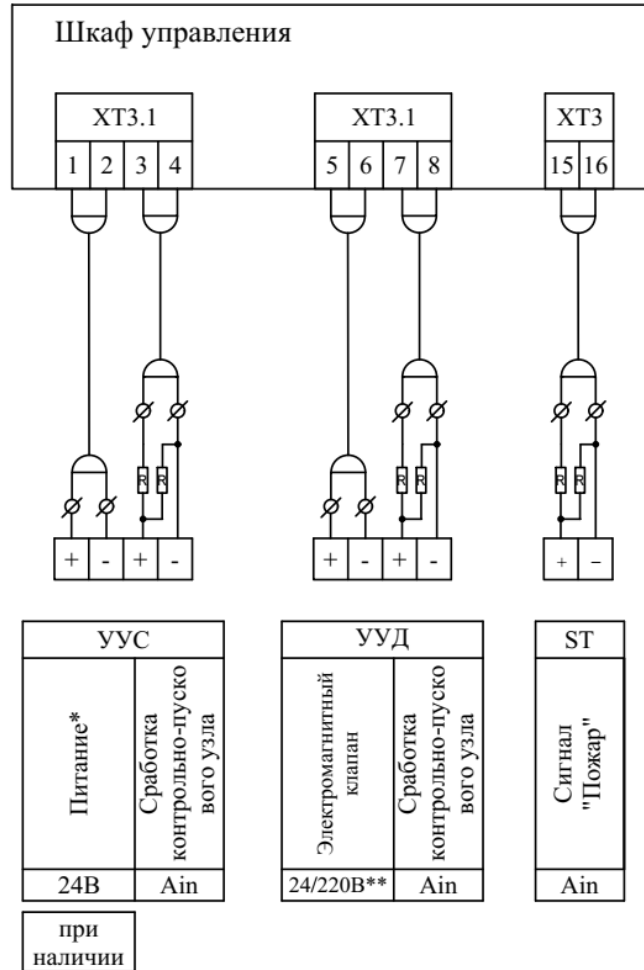 Шкаф управления
XT3.1
XT3.1
XT3
1 2 3 4
5 6 7 8
15 16
R R
R R
R R
+ - + -
+ - + -
+ -
УУС
УУД
ST
Питание*
Сработка
контрольно-пуско
вого узла
Электромагнитный
клапан
Сработка
контрольно-пуско
вого узла
Сигнал
"Пожар"
24В
Ain
24/220В**
Ain
Ain
при
наличии